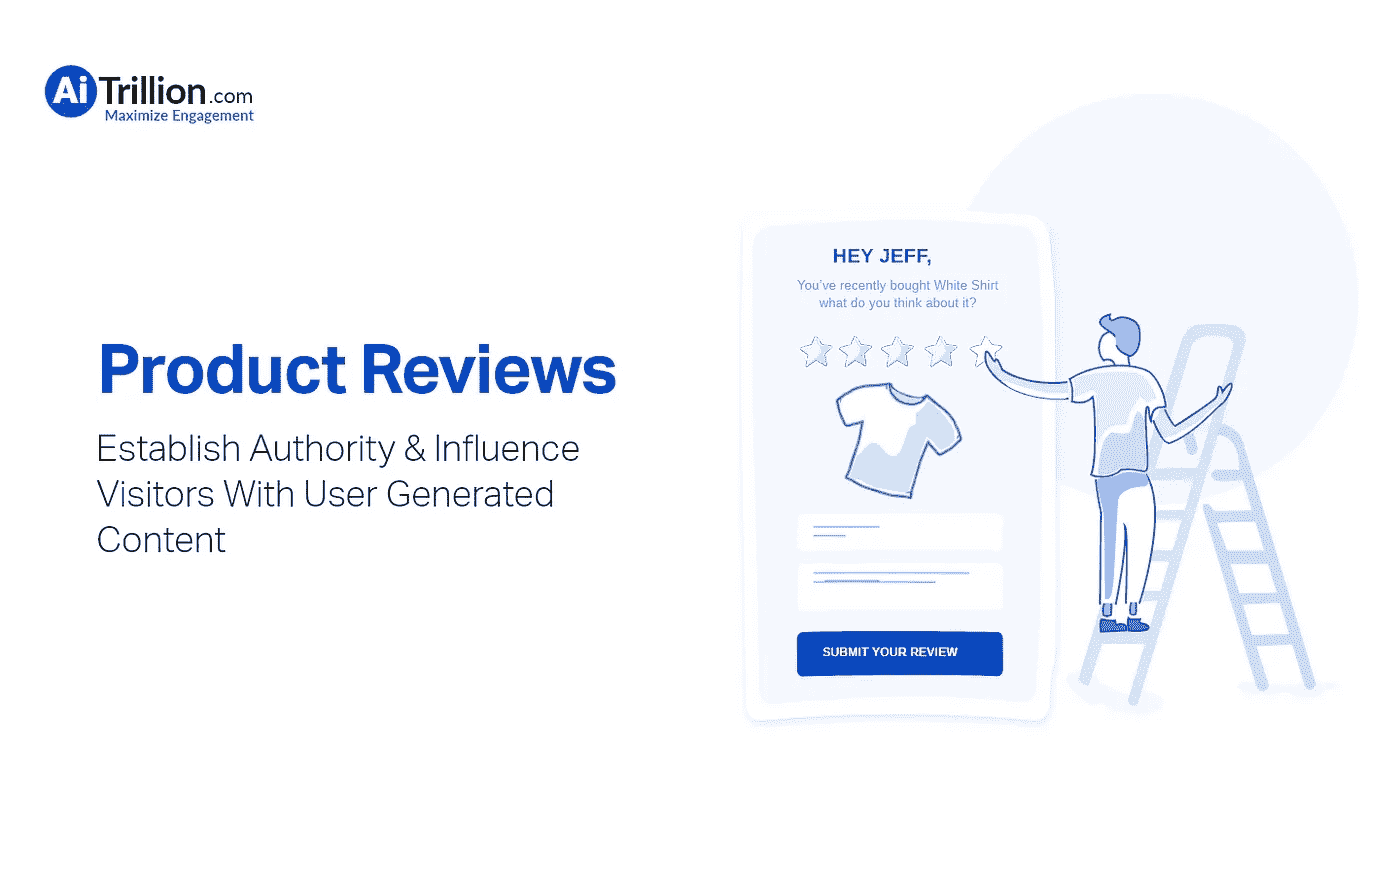 AiTrillion.com
Maximize Engagement
Product Reviews
Establish Authority & Influence
Visitors With User Generated
Content
HEY JEFF,
You've recently bought White Shirt
what do you think about it?
SUBMIT YOUR REVIEW